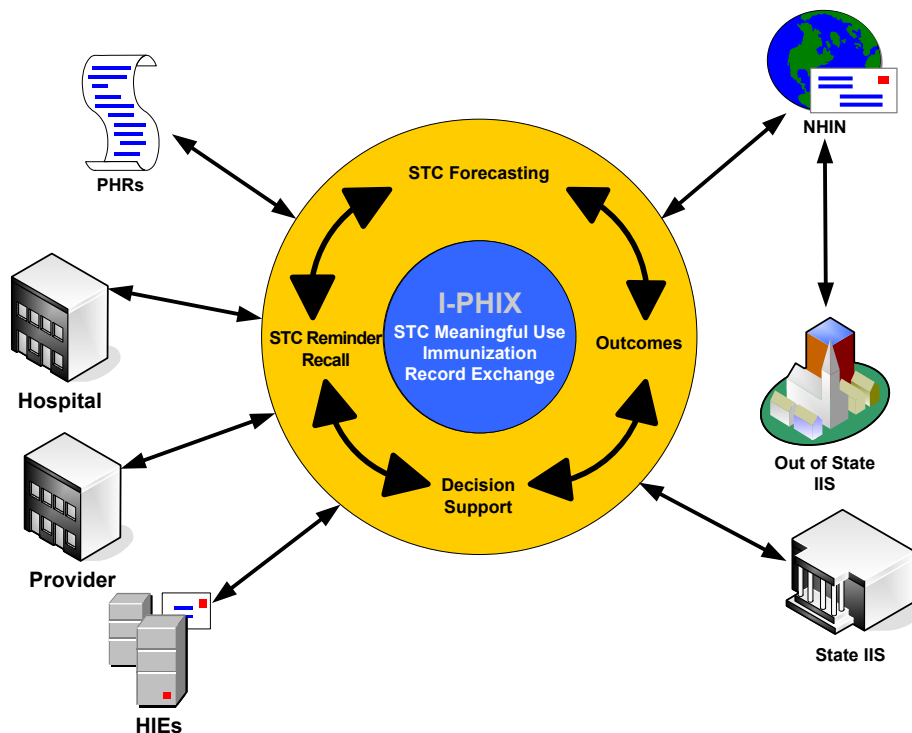 PHRs
NHIN
STC Forecasting
I-PHIX
STC Meaningful Use
Immunization
Record Exchange
STC Reminder
Recall
Outcomes
Decision
Support
Hospital
Provider
HIEs
Out of State
IIS
State IIS